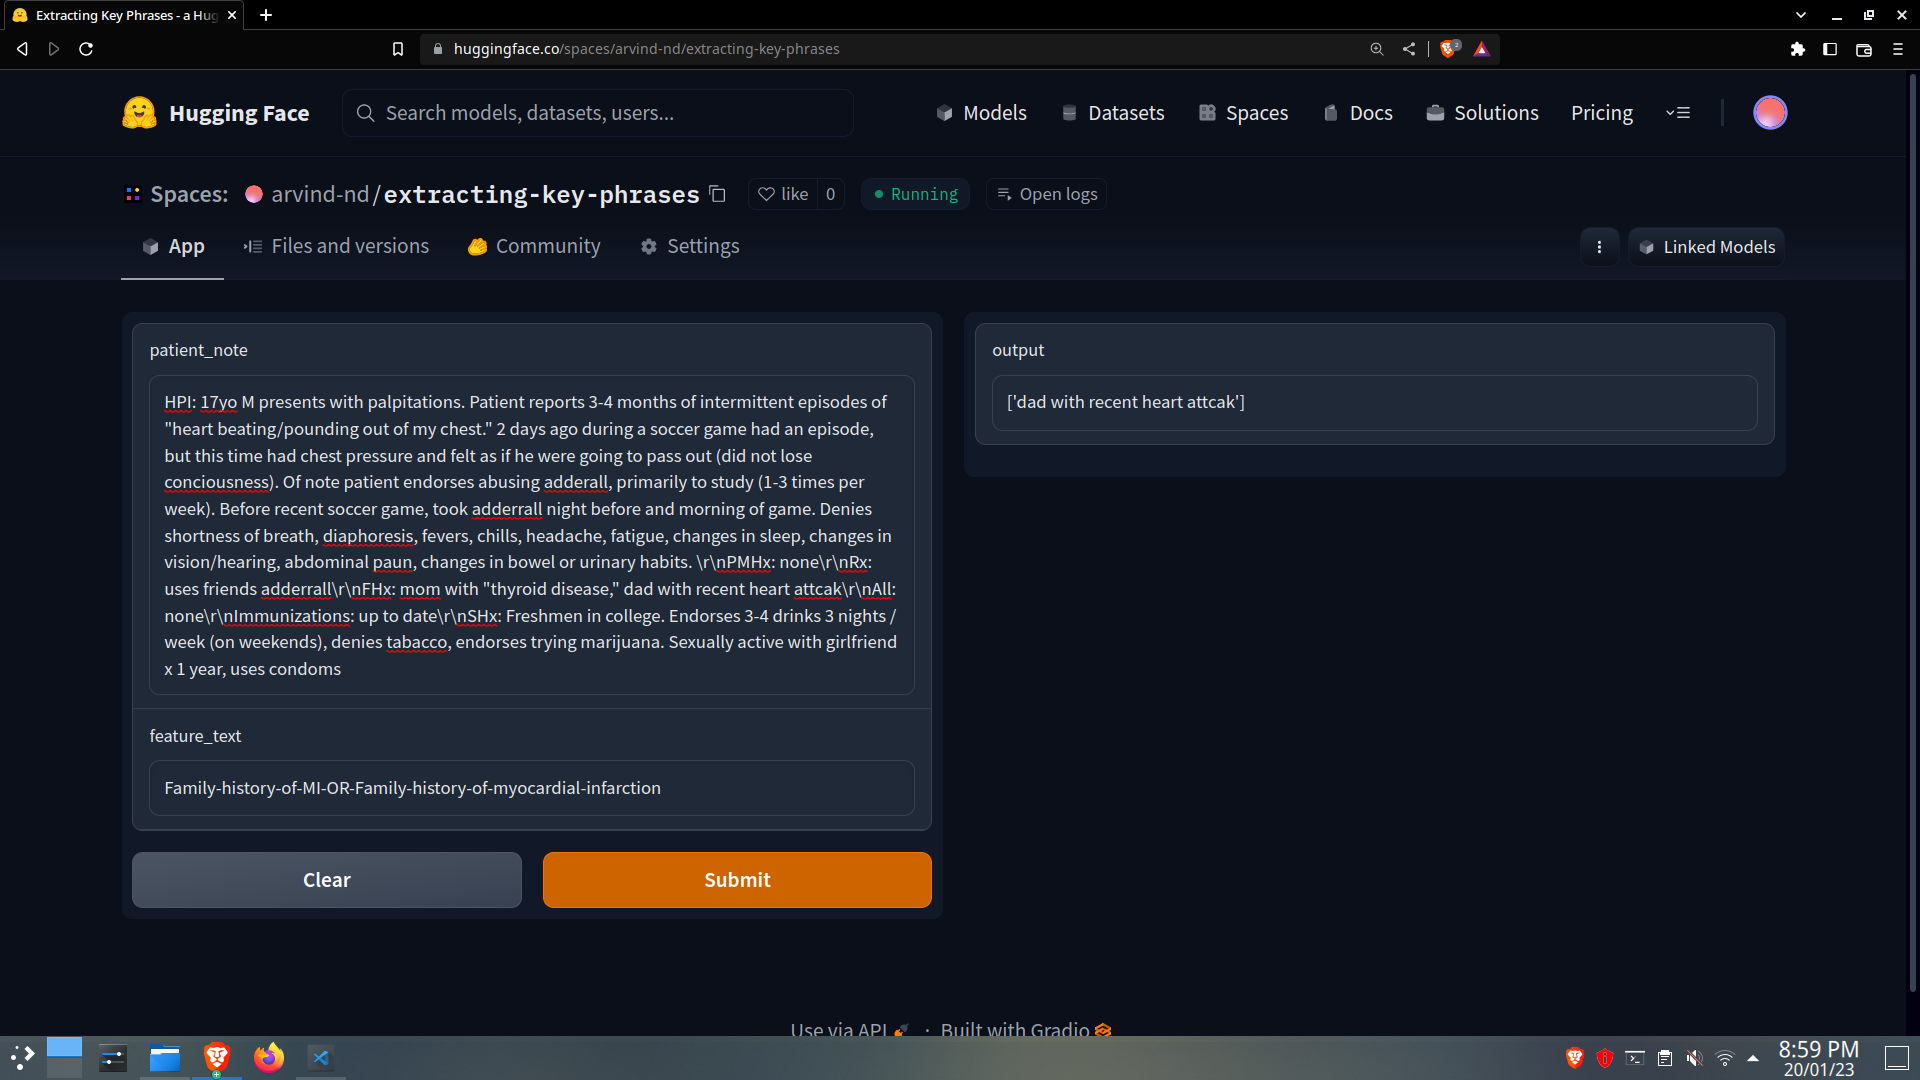 Extracting Key Phrases - a Hug
huggingface.co/spaces/arvind-nd/extracting-key-phrases
2
Hugging Face
Search models, datasets, users...
Models
Datasets
Spaces
Docs
Solutions
Pricing
Spaces:
arvind-nd/extracting-key-phrases
like
0
Running
Open logs
App
Files and versions
Community
Settings
Linked Models
patient_note
HPI: 17yo M presents with palpitations. Patient reports 3-4 months of intermittent episodes of
"heart beating/pounding out of my chest." 2 days ago during a soccer game had an episode,
but this time had chest pressure and felt as if he were going to pass out (did not lose
conciousness). Of note patient endorses abusing adderall, primarily to study (1-3 times per
week). Before recent soccer game, took adderrall night before and morning of game. Denies
shortness of breath, diaphoresis, fevers, chills, headache, fatigue, changes in sleep, changes in
vision/hearing, abdominal paun, changes in bowel or urinary habits. \r\nPMHx: none\r\nRx:
uses friends adderrall\r\nFHx: mom with "thyroid disease," dad with recent heart attcak\r\nAll:
none\r\nImmunizations: up to date\r\nSHx: Freshmen in college. Endorses 3-4 drinks 3 nights /
week (on weekends), denies tabacco, endorses trying marijuana. Sexually active with girlfriend
x 1 year, uses condoms
feature_text
Family-history-of-MI-OR-Family-history-of-myocardial-infarction
Clear
Submit
output
['dad with recent heart attcak']
Use via API
·
Built with Gradio
8:59 PM
20/01/23